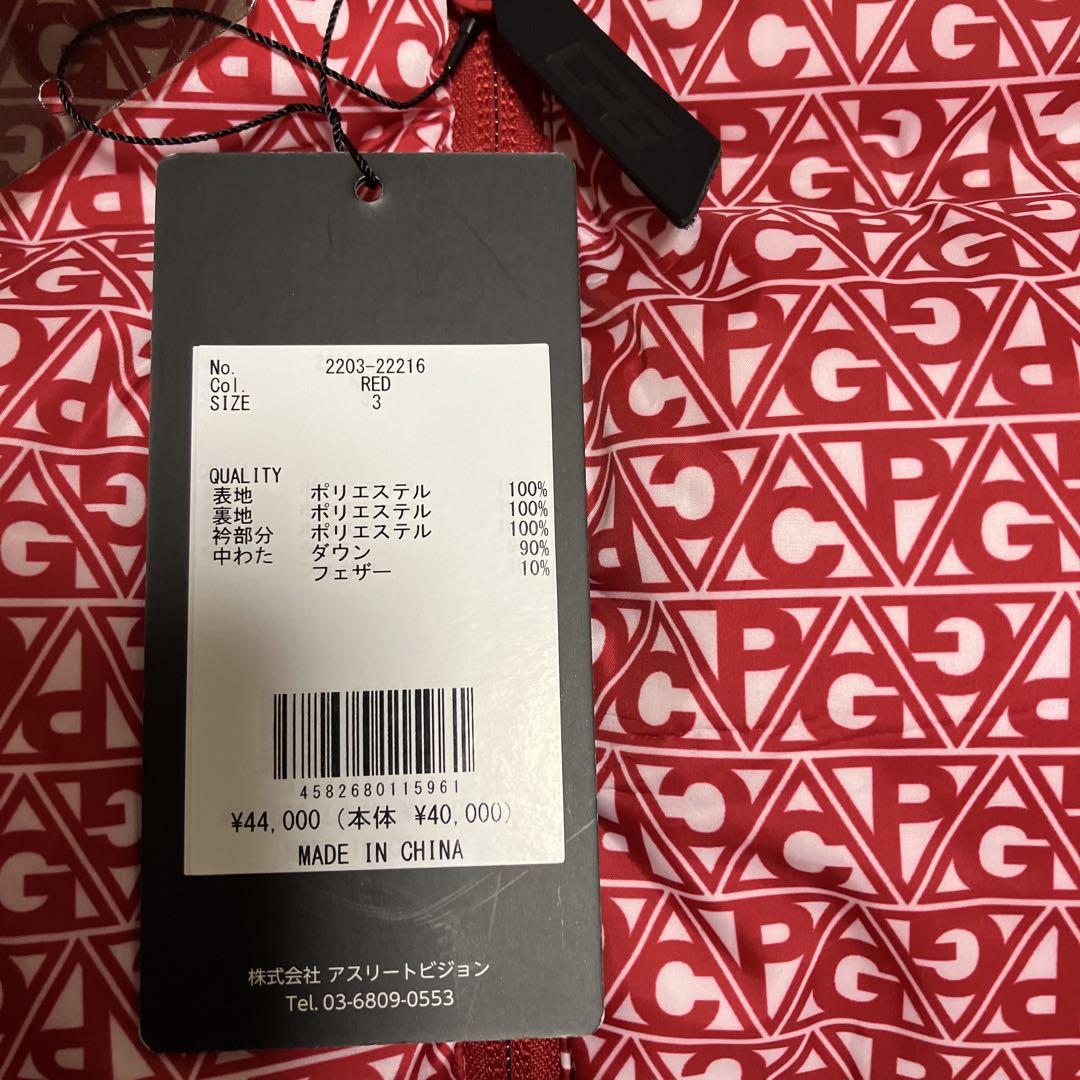 No. 2203-22216
Col. RED
SIZE 3
QUALITY
表地 ポリエステル 100%
裏地 ポリエステル 100%
衿部分 ポリエステル 100%
中わた ダウン 90%
フェザー 10%
4582680115961
¥44,000 (本体 ¥40,000)
MADE IN CHINA
株式会社 アスリートビジョン
Tel. 03-6809-0553